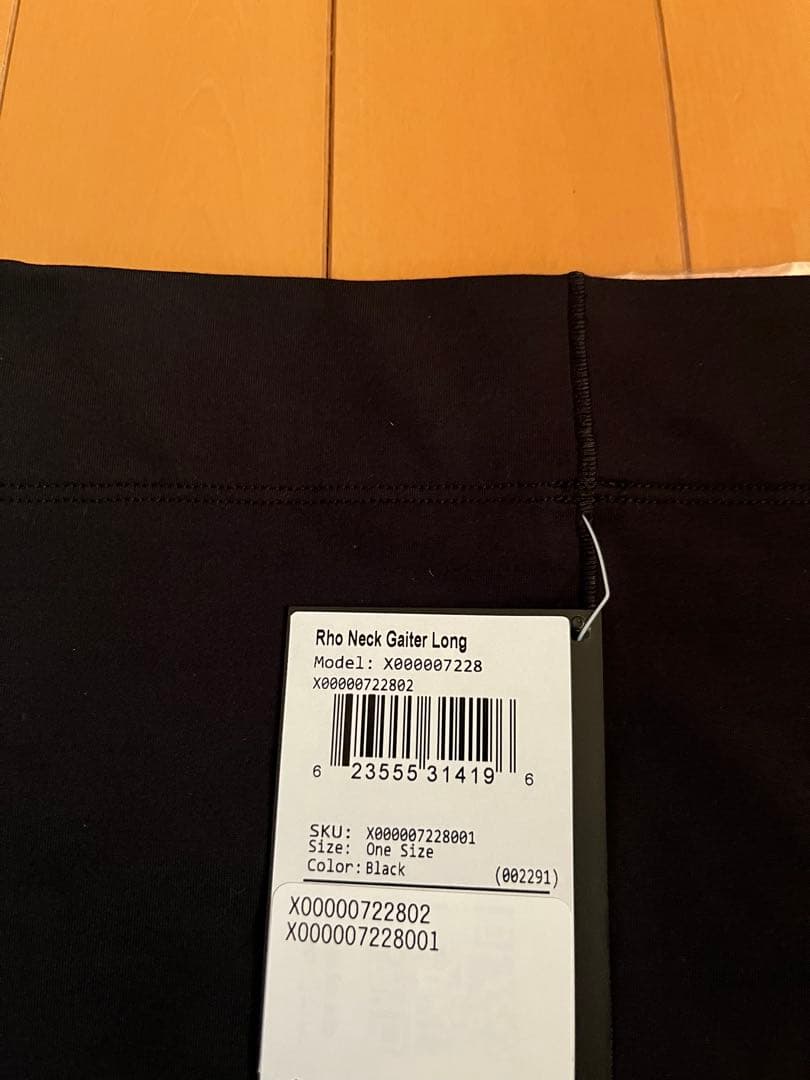 Rho Neck Gaiter Long
Model: X000007228
X00000722802
6 23555 31419 6
SKU: X000007228001
Size: One Size
Color: Black (002291)
X00000722802
X000007228001